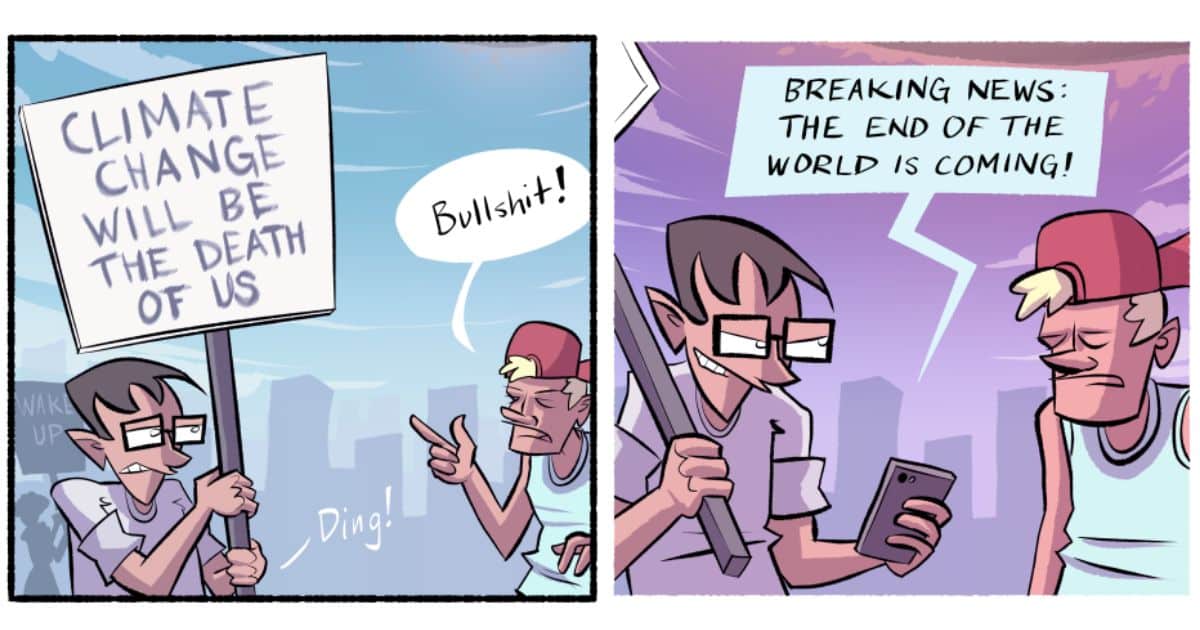 CLIMATE
CHANGE
WILL BE
THE DEATH
OF US
Bullshit!
WAKE
UP
Ding!
BREAKING NEWS:
THE END OF THE
WORLD IS COMING!